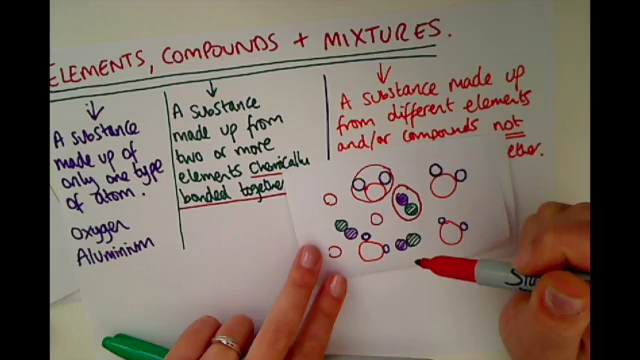 ELEMENTS, COMPOUNDS + MIXTURES.
A substance
made up of
only one type
of atom.
Oxygen
Aluminium
A substance
made up from
two or more
elements chemically
bonded together
A substance made up
from different elements
and/or compounds not
ether.